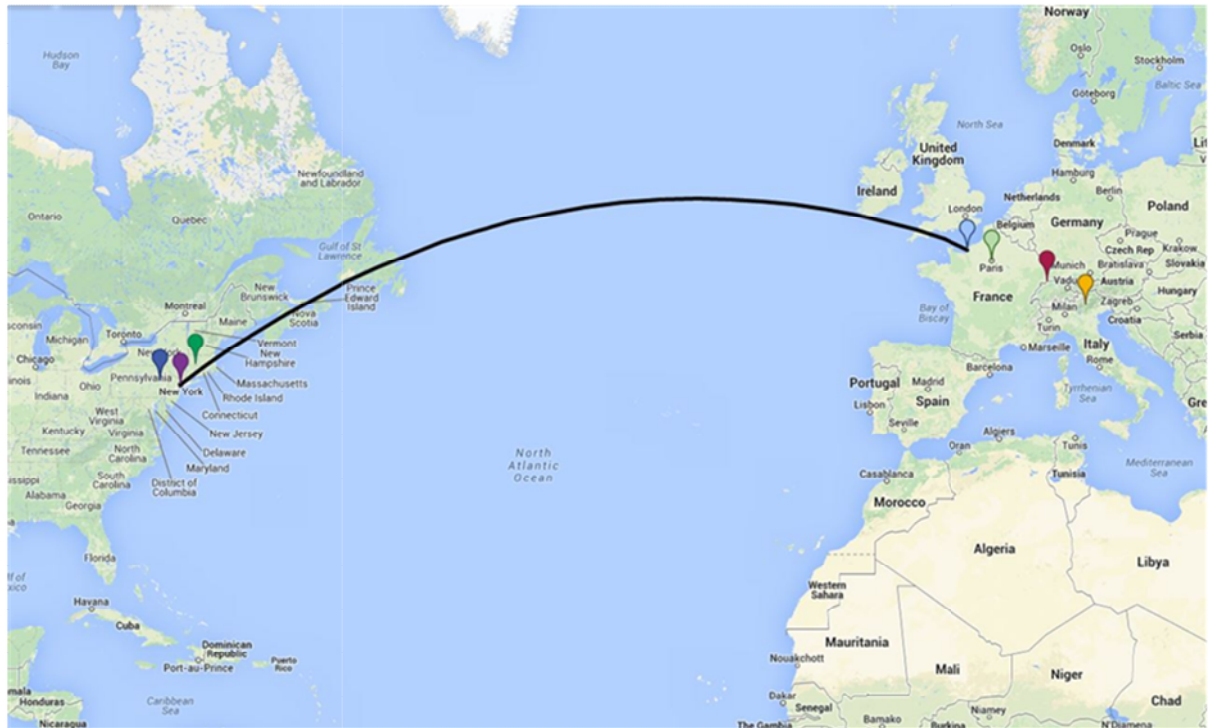 Norway
Hudson
Bay
Oslo
Stockholm
Baltic Sea
Göteborg
North Sea
United
Kingdom
Denmark
Newfoundland
and Labrador
Ireland
Hamburg
Netherlands
Berlin
Poland
Ontario
Quebec
London
Belgium
Germany
Prague
Gulf of St
Lawrence
Czech Rep
Krakow
Slovakia
Paris
Munich
Bratislava
Vadu
Austria
Hungary
New
Brunswick
Prince
Edward
Island
France
Zagreb
Milan
Croatia
Montreal
Nova
Scotia
Bay of
Biscay
Maine
Turin
Serbia
Toronto
Michigan
Vermont
New
Hampshire
Marseille
Italy
Chicago
Rome
Barcelona
Pennsylvania
Massachusetts
Portugal
Madrid
Tyrrhenian
Sea
Ohio
New York
Rhode Island
Indiana
Lisbon
Spain
West
Virginia
Connecticut
Seville
Kentucky
Virginia
New Jersey
Algiers
Oran
Tunis
Tennessee
North
Carolina
Delaware
Maryland
North
Atlantic
Ocean
Mediterranean
Sea
Casablanca
Tunisia
South
Carolina
District of
Columbia
Morocco
Alabama
Georgia
Algeria
Libya
Florida
Western
Sahara
Havana
Cuba
Dominican
Republic
Mauritania
Port-au-Prince
Puerto
Rico
Nouakchott
Mali
Niger
Chad
Honduras
Caribbean
Sea
Dakar
Senegal
Niamey
Nicaragua
The Gambia
Bamako
Burkina
N'Djamena